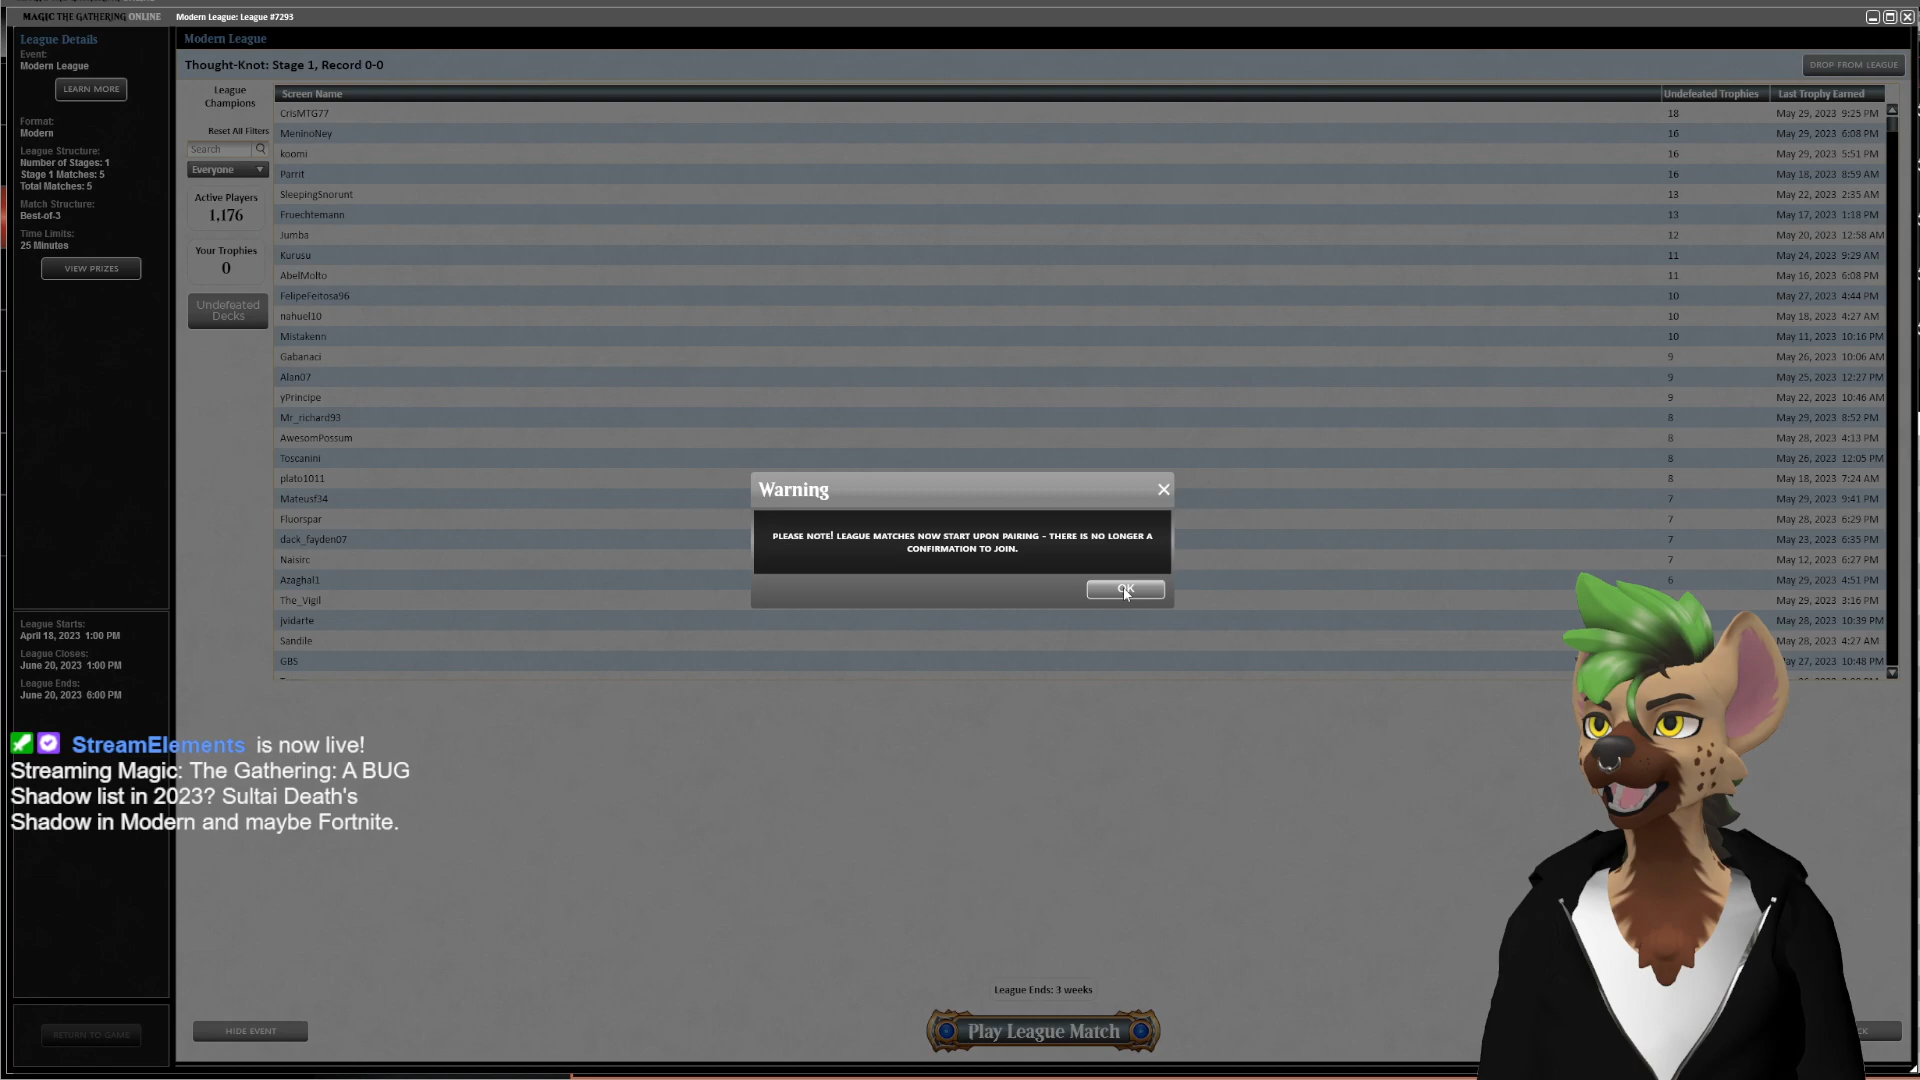 MAGIC THE GATHERING ONLINE
Modern League: League #7293
League Details
Event:
Modern League
LEARN MORE
Format:
Modern
League Structure:
Number of Stages: 1
Stage 1 Matches: 5
Total Matches: 5
Match Structure:
Best-of-3
Time Limits:
25 Minutes
VIEW PRIZES
League Starts:
April 18, 2023 1:00 PM
League Closes:
June 20, 2023 1:00 PM
League Ends:
June 20, 2023 6:00 PM
RETURN TO GAME
Modern League
Thought-Knot: Stage 1, Record 0-0
DROP FROM LEAGUE
League
Champions
Reset All Filters
Search
Everyone
Active Players
1,176
Your Trophies
0
Undefeated
Decks
Screen Name Undefeated Trophies Last Trophy Earned
CrisMTG77 18 May 29, 2023 9:25 PM
MeninoNey 16 May 29, 2023 6:08 PM
koomi 16 May 29, 2023 5:51 PM
Parrit 16 May 18, 2023 8:59 AM
SleepingSnorunt 13 May 22, 2023 2:35 AM
Fruechtemann 13 May 17, 2023 1:18 PM
Jumba 12 May 20, 2023 12:58 AM
Kurusu 11 May 24, 2023 9:29 AM
AbelMolto 11 May 16, 2023 6:08 PM
FelipeFeitosa96 10 May 27, 2023 4:44 PM
nahuel10 10 May 18, 2023 4:27 AM
Mistakenn 10 May 11, 2023 10:16 PM
Gabanaci 9 May 26, 2023 10:06 AM
Alan07 9 May 25, 2023 12:27 PM
yPrincipe 9 May 22, 2023 10:46 AM
Mr_richard93 8 May 29, 2023 8:52 PM
AwesomPossum 8 May 28, 2023 4:13 PM
Toscanini 8 May 26, 2023 12:05 PM
plato1011 8 May 18, 2023 7:24 AM
Mateusf34 7 May 29, 2023 9:41 PM
Fluorspar 7 May 28, 2023 6:29 PM
dack_fayden07 7 May 23, 2023 6:35 PM
Naisirc 7 May 12, 2023 6:27 PM
Azaghal1 6 May 29, 2023 4:51 PM
The_Vigil May 29, 2023 3:16 PM
jvidarte May 28, 2023 10:39 PM
Sandile May 28, 2023 4:27 AM
GBS May 27, 2023 10:48 PM
Warning
PLEASE NOTE! LEAGUE MATCHES NOW START UPON PAIRING - THERE IS NO LONGER A
CONFIRMATION TO JOIN.
OK
StreamElements is now live!
Streaming Magic: The Gathering: A BUG
Shadow list in 2023? Sultai Death's
Shadow in Modern and maybe Fortnite.
League Ends: 3 weeks
HIDE EVENT
Play League Match